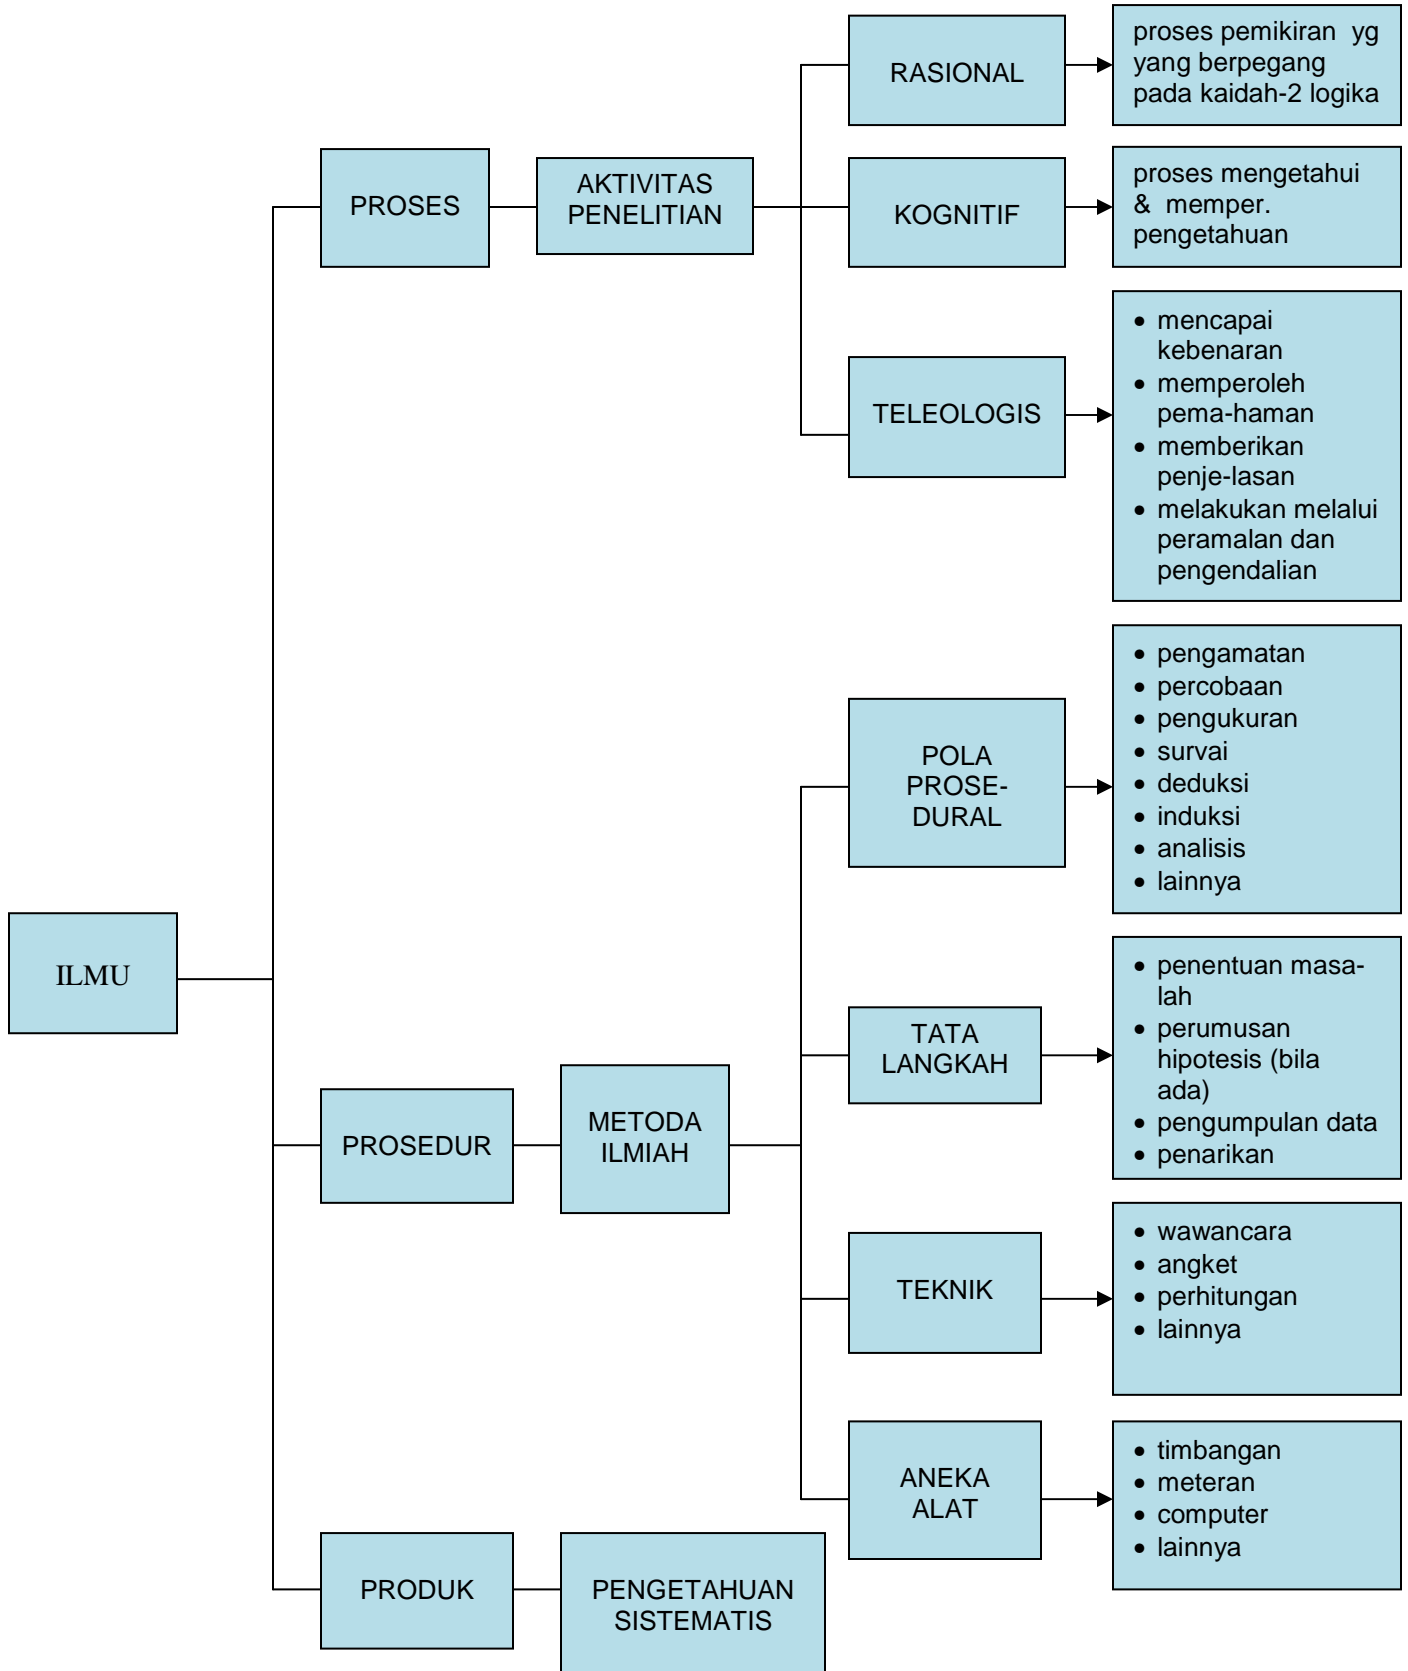 RASIONAL
proses pemikiran yg
yang berpegang
pada kaidah-2 logika
PROSES
AKTIVITAS
PENELITIAN
KOGNITIF
proses mengetahui
& memper.
pengetahuan
TELEOLOGIS
• mencapai
kebenaran
• memperoleh
pema-haman
• memberikan
penje-lasan
• melakukan melalui
peramalan dan
pengendalian
POLA
PROSE-
DURAL
• pengamatan
• percobaan
• pengukuran
• survai
• deduksi
• induksi
• analisis
• lainnya
ILMU
TATA
LANGKAH
• penentuan masa-
lah
• perumusan
hipotesis (bila
ada)
• pengumpulan data
• penarikan
PROSEDUR
METODA
ILMIAH
TEKNIK
• wawancara
• angket
• perhitungan
• lainnya
ANEKA
ALAT
• timbangan
• meteran
• computer
• lainnya
PRODUK
PENGETAHUAN
SISTEMATIS